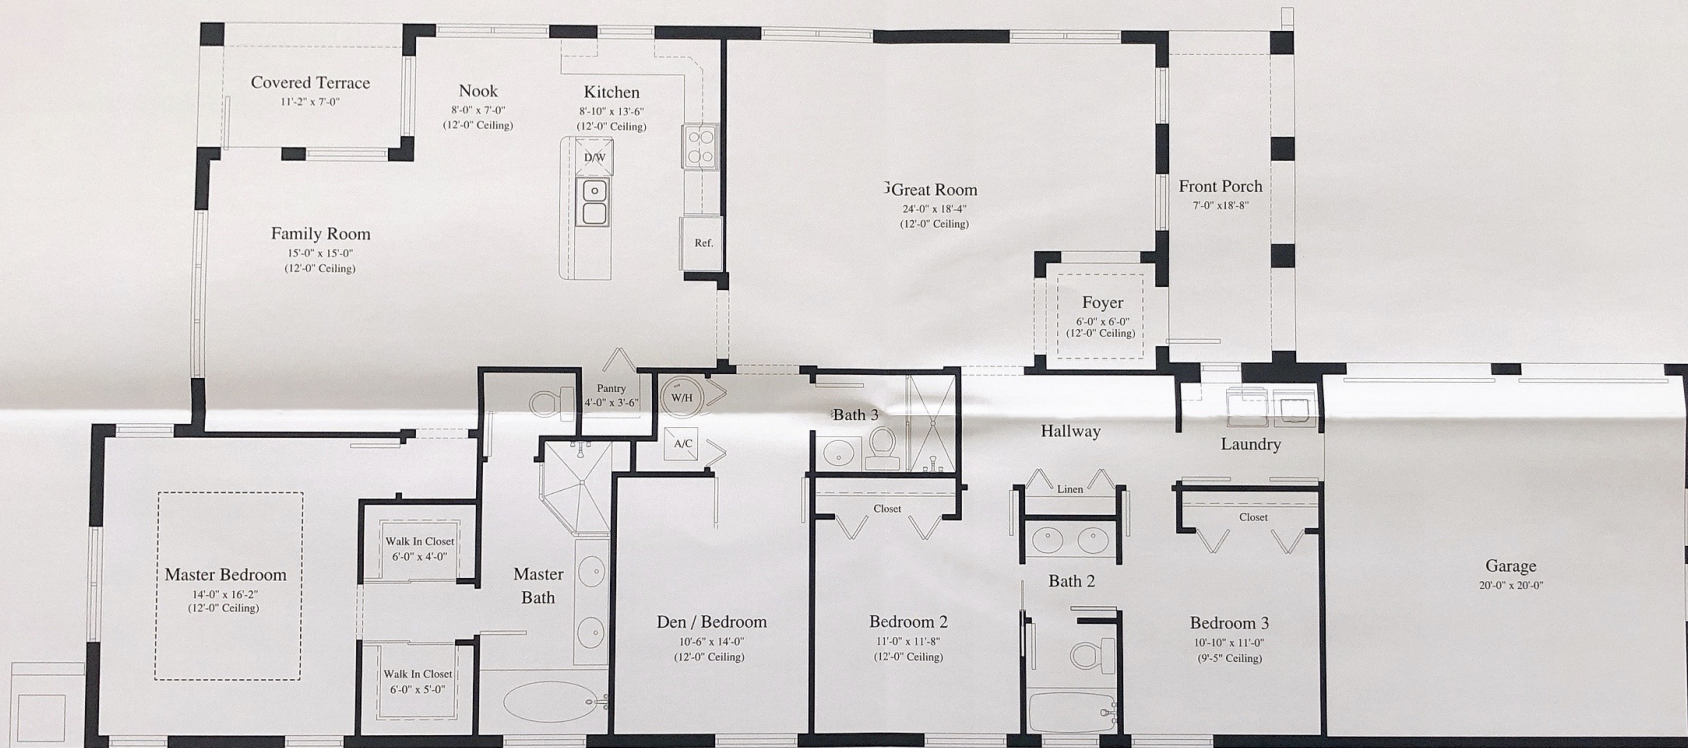 Covered Terrace
11'-2" x 7'-0"
Nook
8'-0" x 7'-0"
(12'-0" Ceiling)
Kitchen
8'-10" x 13'-6"
(12'-0" Ceiling)
D/W
Ref.
Great Room
24'-0" x 18'-4"
(12'-0" Ceiling)
Front Porch
7'-0" x18'-8"
Family Room
15'-0" x 15'-0"
(12'-0" Ceiling)
Foyer
6'-0" x 6'-0"
(12'-0" Ceiling)
Pantry
4'-0" x 3'-6"
W/H
A/C
Bath 3
Hallway
Laundry
Linen
Closet
Closet
Walk In Closet
6'-0" x 4'-0"
Master Bedroom
14'-0" x 16'-2"
(12'-0" Ceiling)
Master
Bath
Bath 2
Garage
20'-0" x 20'-0"
Den / Bedroom
10'-6" x 14'-0"
(12'-0" Ceiling)
Bedroom 2
11'-0" x 11'-8"
(12'-0" Ceiling)
Bedroom 3
10'-10" x 11'-0"
(9'-5" Ceiling)
Walk In Closet
6'-0" x 5'-0"